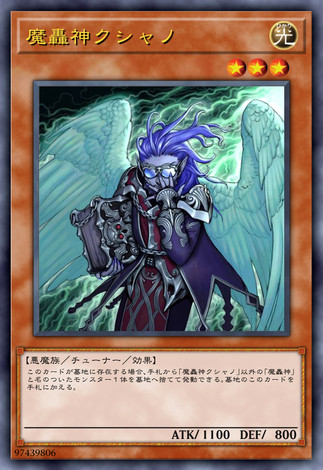 魔轟神クシャノ
光
【悪魔族／チューナー／効果】
このカードが墓地に存在する場合、手札から「魔轟神クシャノ」以外の「魔轟神」
と名のついたモンスター１体を墓地へ捨てて発動できる。墓地のこのカードを
手札に加える。
ATK/ 1100 DEF/ 800
97439806